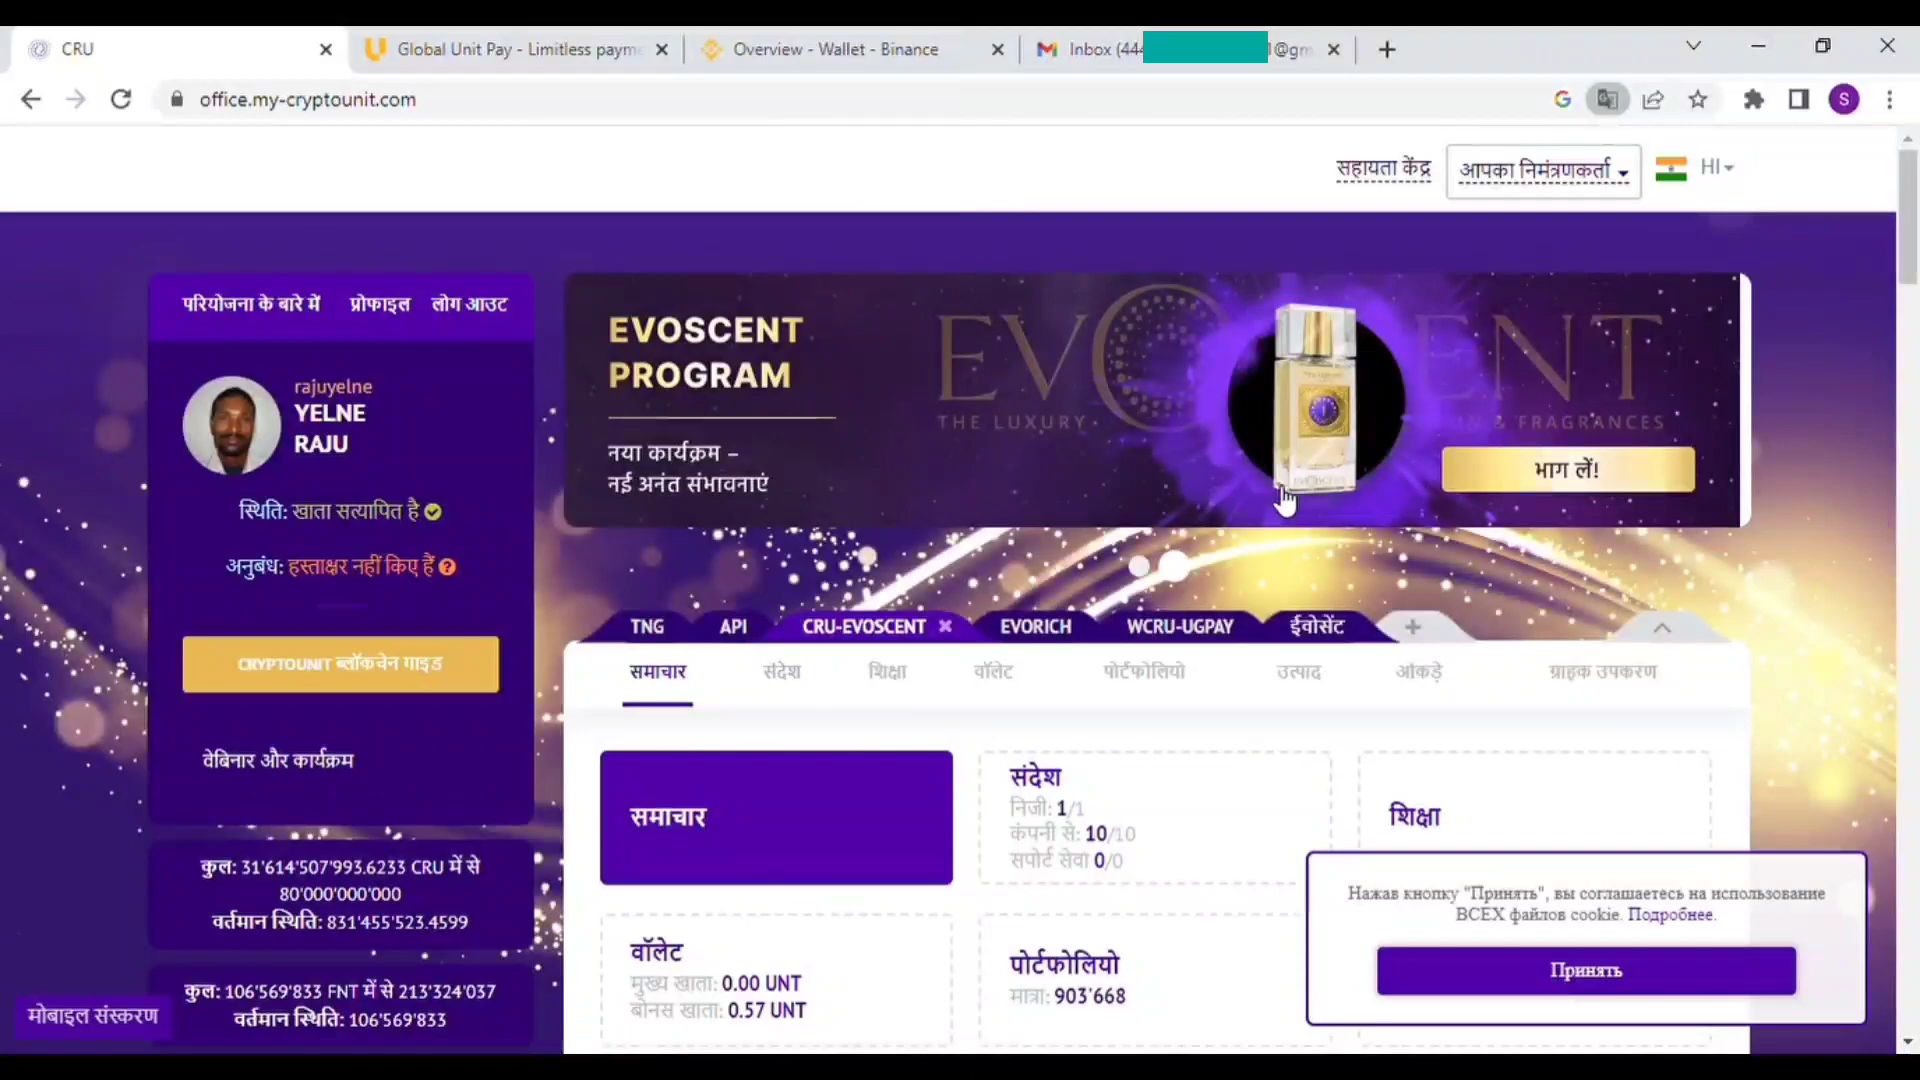 CRU
Global Unit Pay - Limitless payme
Overview - Wallet - Binance
Inbox (444
@gm
office.my-cryptounit.com
सहायता केंद्र
आपका निमंत्रणकर्ता
HI
परियोजना के बारे में प्रोफाइल लोग आउट
rajuyelne
YELNE
RAJU
स्थिति: खाता सत्यापित है
अनुबंध: हस्ताक्षर नहीं किए हैं
CRYPTOUNIT ब्लॉकचेन गाइड
वेबिनार और कार्यक्रम
कुल: 31'614'507'993.6233 CRU में से
80'000'000'000
वर्तमान स्थिति: 831'455'523.4599
कुल: 106'569'833 FNT में से 213'324'037
वर्तमान स्थिति: 106'569'833
मोबाइल संस्करण
EVOSCENT
PROGRAM
नया कार्यक्रम –
नई अनंत संभावनाएं
THE LUXURY
& FRAGRANCES
भाग लें!
TNG API CRU-EVOSCENT EVORICH WCRU-UGPAY ईवोसेंट
समाचार संदेश शिक्षा वॉलेट पोर्टफोलियो उत्पाद आंकड़े ग्राहक उपकरण
समाचार
संदेश
निजी: 1/1
कंपनी से: 10/10
सपोर्ट सेवा 0/0
शिक्षा
वॉलेट
मुख्य खाता: 0.00 UNT
बोनस खाता: 0.57 UNT
पोर्टफोलियो
मात्रा: 903'668
Нажав кнопку "Принять", вы соглашаетесь на использование
ВСЕХ файлов cookie. Подробнее.
Принять